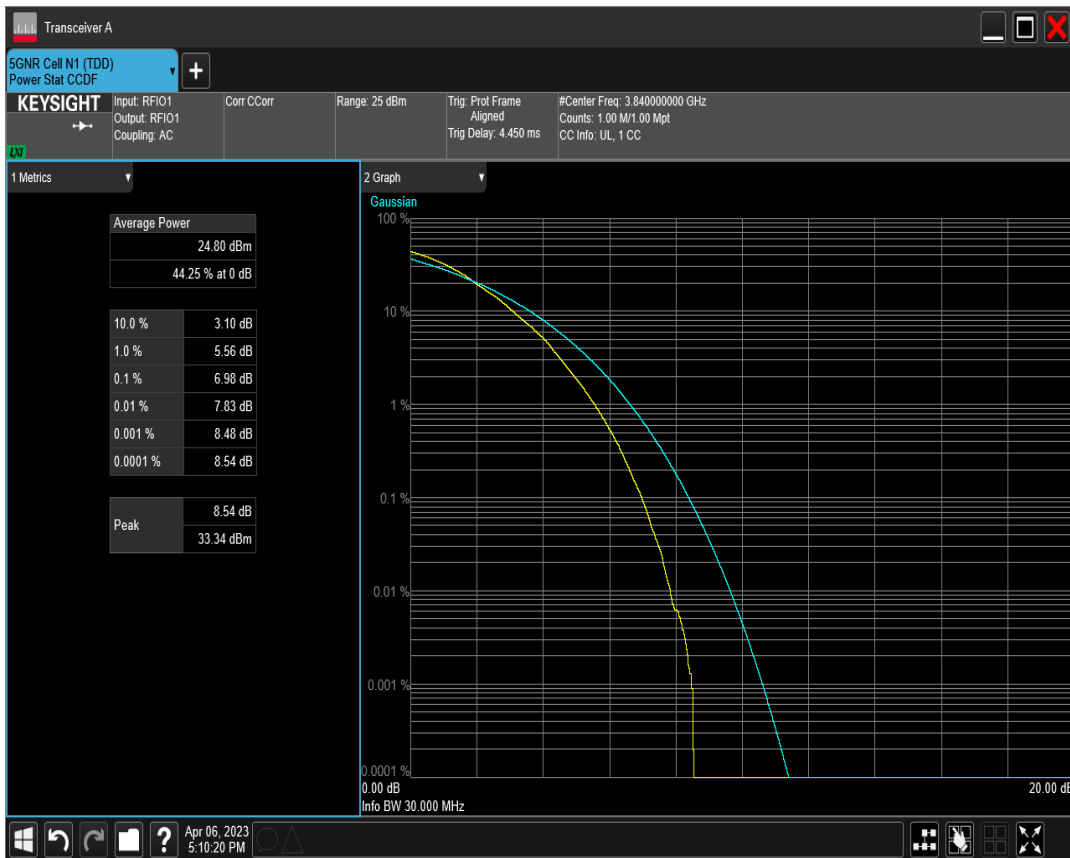 Transceiver A
5GNR Cell N1 (TDD)
Power Stat CCDF
KEYSIGHT
LXI
Input: RFIO1
Output: RFIO1
Coupling: AC
Corr CCorr
Range: 25 dBm
Trig: Prot Frame
Aligned
Trig Delay: 4.450 ms
#Center Freq: 3.840000000 GHz
Counts: 1.00 M/1.00 Mpt
CC Info: UL, 1 CC
1 Metrics
Average Power
24.80 dBm
44.25 % at 0 dB
10.0 % 3.10 dB
1.0 % 5.56 dB
0.1 % 6.98 dB
0.01 % 7.83 dB
0.001 % 8.48 dB
0.0001 % 8.54 dB
Peak
8.54 dB
33.34 dBm
2 Graph
Gaussian
100 %
10 %
1 %
0.1 %
0.01 %
0.001 %
0.0001 %
0.00 dB 20.00 dB
Info BW 30.000 MHz
? Apr 06, 2023
5:10:20 PM